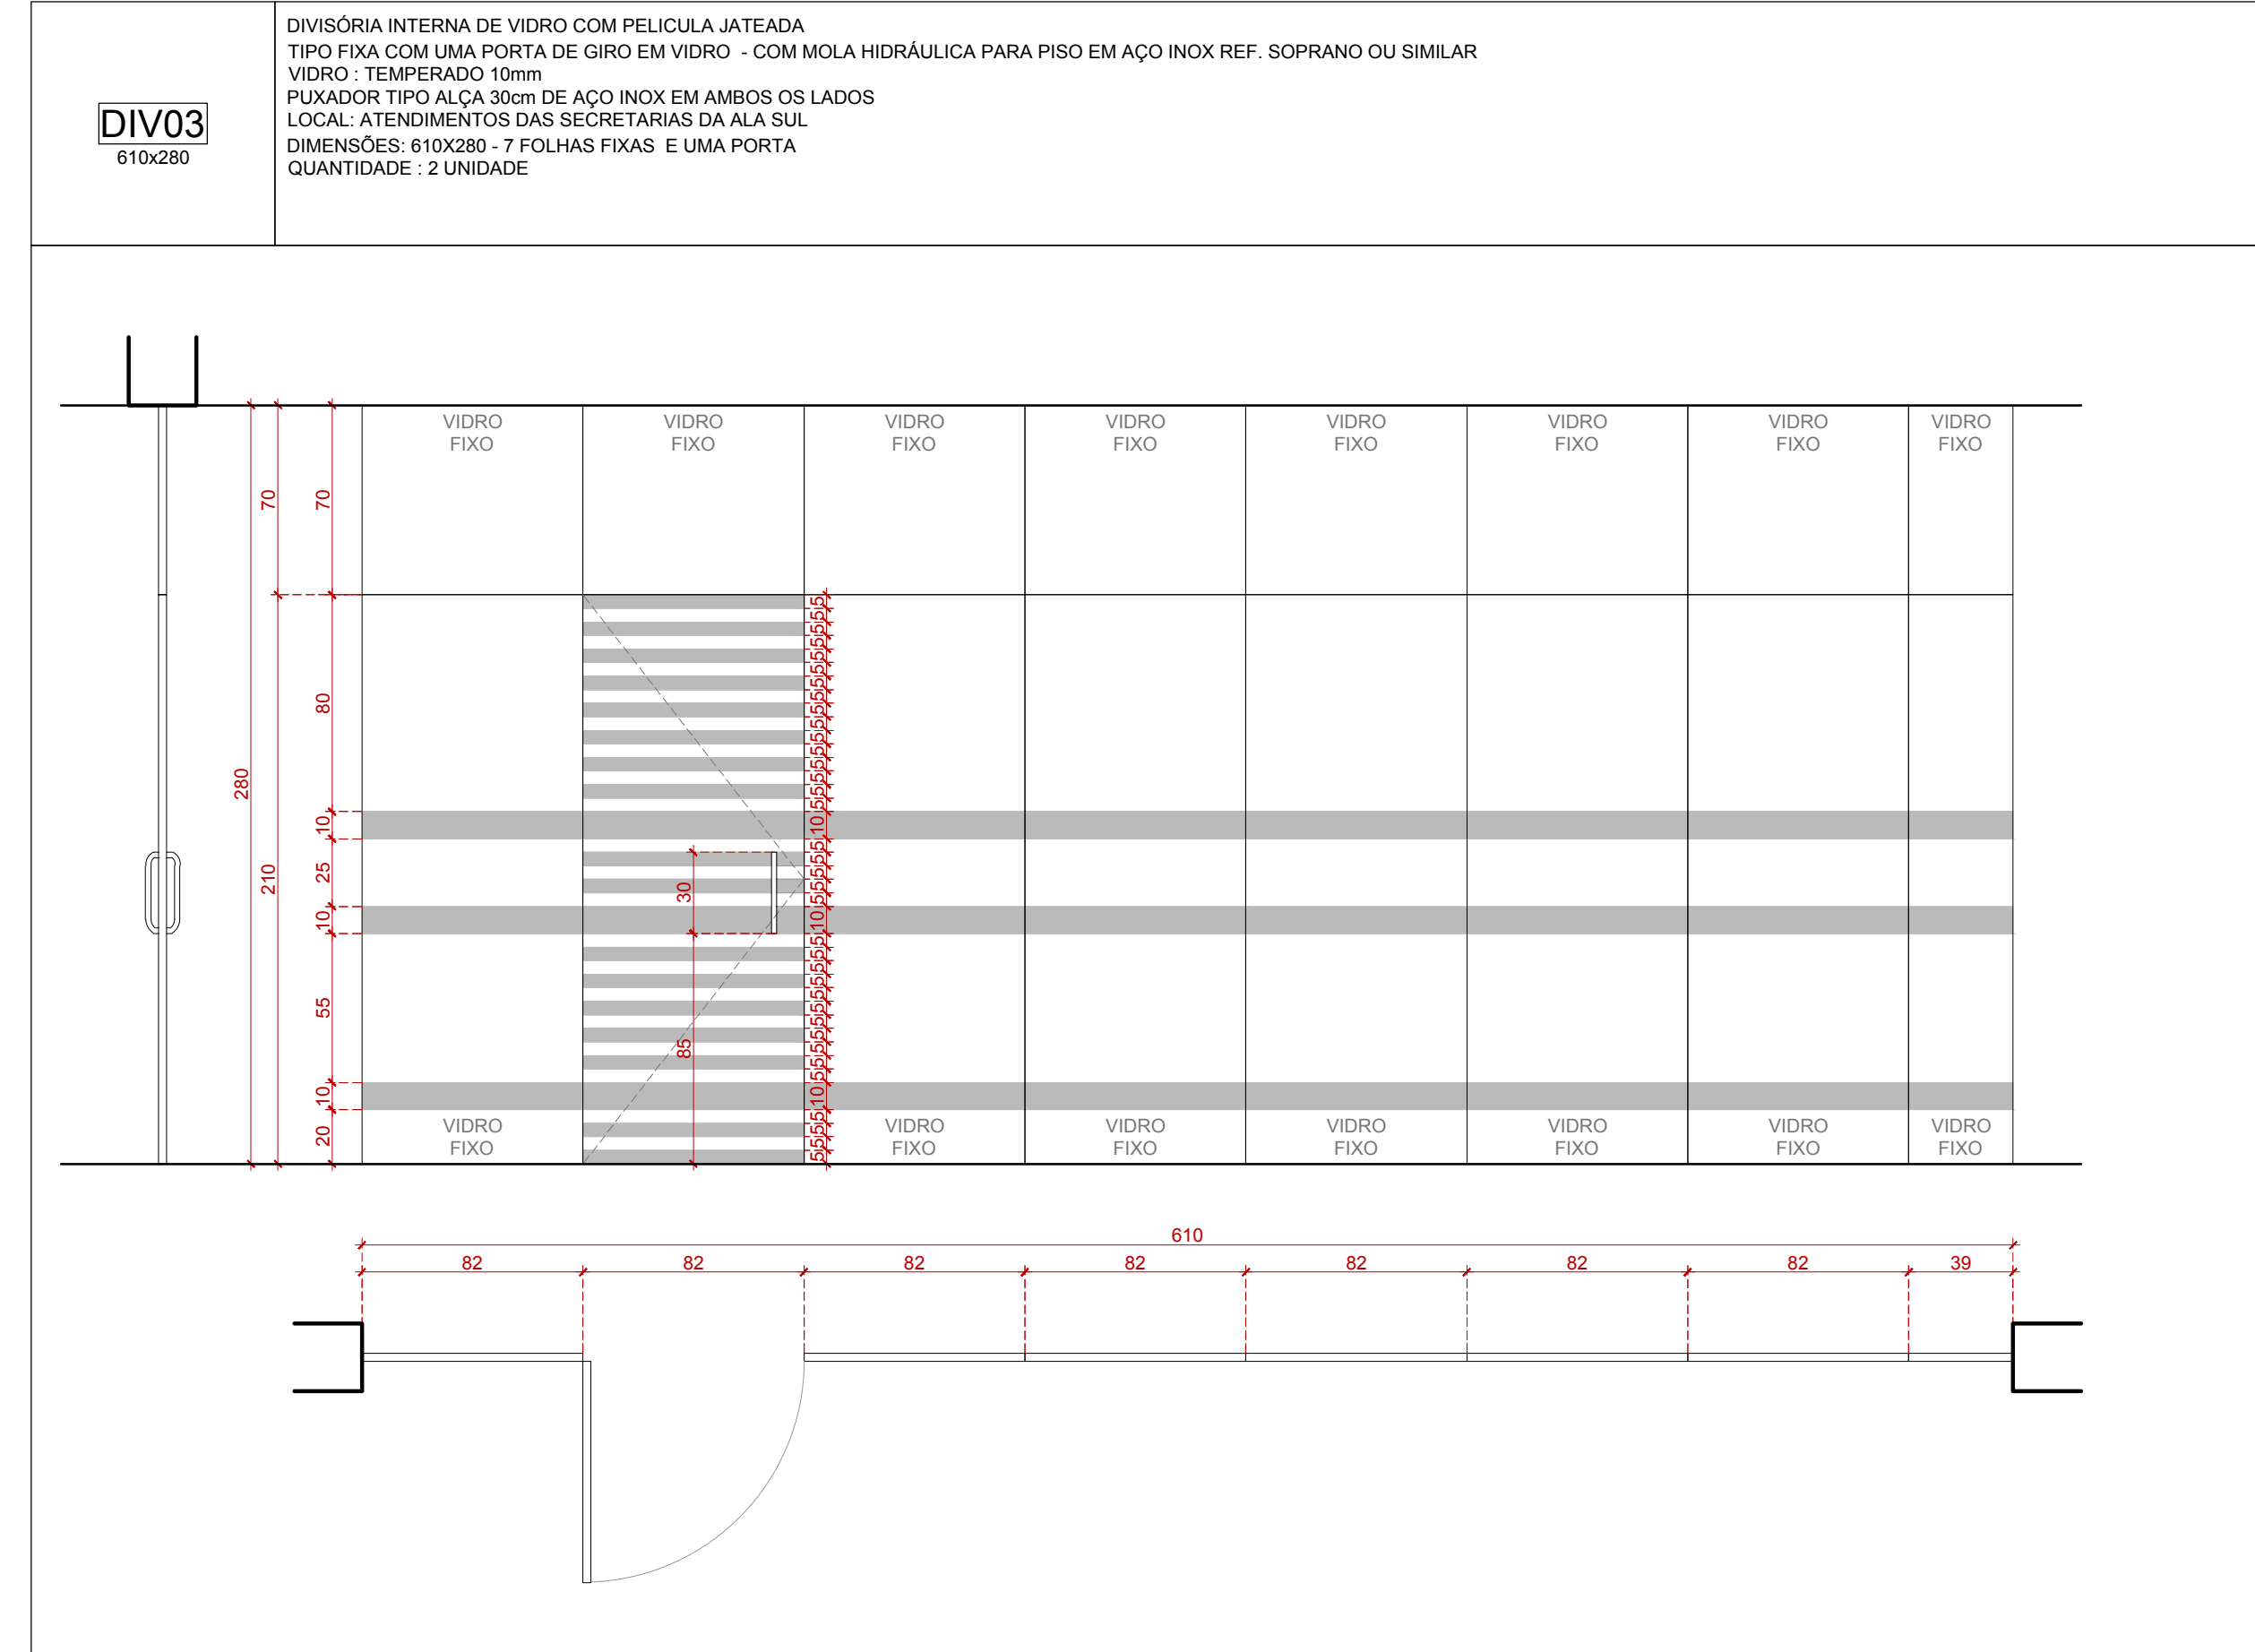 DIV03
610x280
DIVISÓRIA INTERNA DE VIDRO COM PELICULA JATEADA
TIPO FIXA COM UMA PORTA DE GIRO EM VIDRO - COM MOLA HIDRÁULICA PARA PISO EM AÇO INOX REF. SOPRANO OU SIMILAR
VIDRO : TEMPERADO 10mm
PUXADOR TIPO ALÇA 30cm DE AÇO INOX EM AMBOS OS LADOS
LOCAL: ATENDIMENTOS DAS SECRETARIAS DA ALA SUL
DIMENSÕES: 610X280 - 7 FOLHAS FIXAS E UMA PORTA
QUANTIDADE : 2 UNIDADE
VIDRO FIXO
VIDRO FIXO
VIDRO FIXO
VIDRO FIXO
VIDRO FIXO
VIDRO FIXO
VIDRO FIXO
VIDRO FIXO
280
70
210
70
80
10
25
10
55
10
20
30
85
10
10
10
VIDRO FIXO
VIDRO FIXO
VIDRO FIXO
VIDRO FIXO
VIDRO FIXO
VIDRO FIXO
VIDRO FIXO
610
82 82 82 82 82 82 82 39